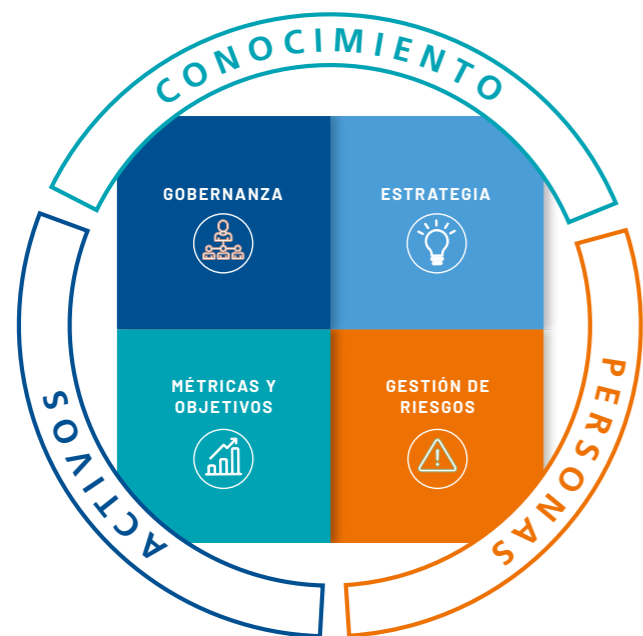 CONOCIMIENTO
GOBERNANZA
ESTRATEGIA
MÉTRICAS Y
OBJETIVOS
GESTIÓN DE
RIESGOS
ACTIVOS
PERSONAS